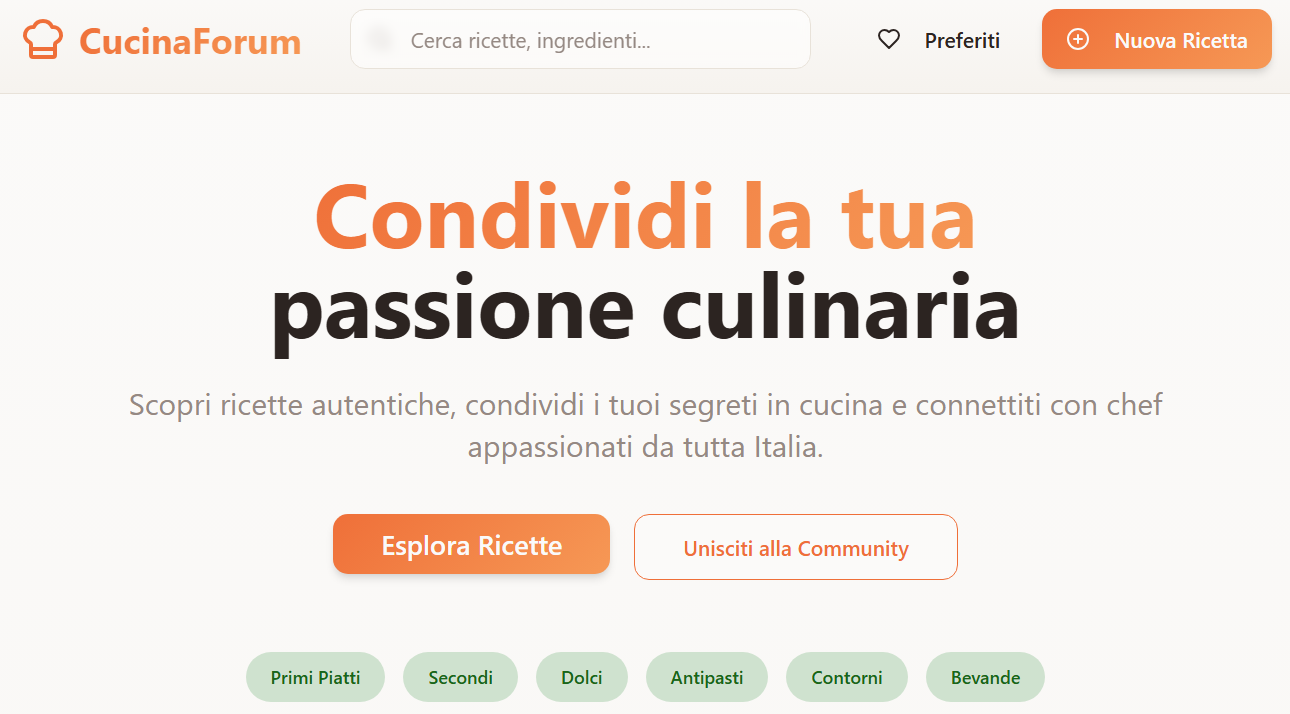 CucinaForum
Cerca ricette, ingredienti...
Preferiti
Nuova Ricetta
Condividi la tua
passione culinaria
Scopri ricette autentiche, condividi i tuoi segreti in cucina e connettiti con chef
appassionati da tutta Italia.
Esplora Ricette
Unisciti alla Community
Primi Piatti
Secondi
Dolci
Antipasti
Contorni
Bevande